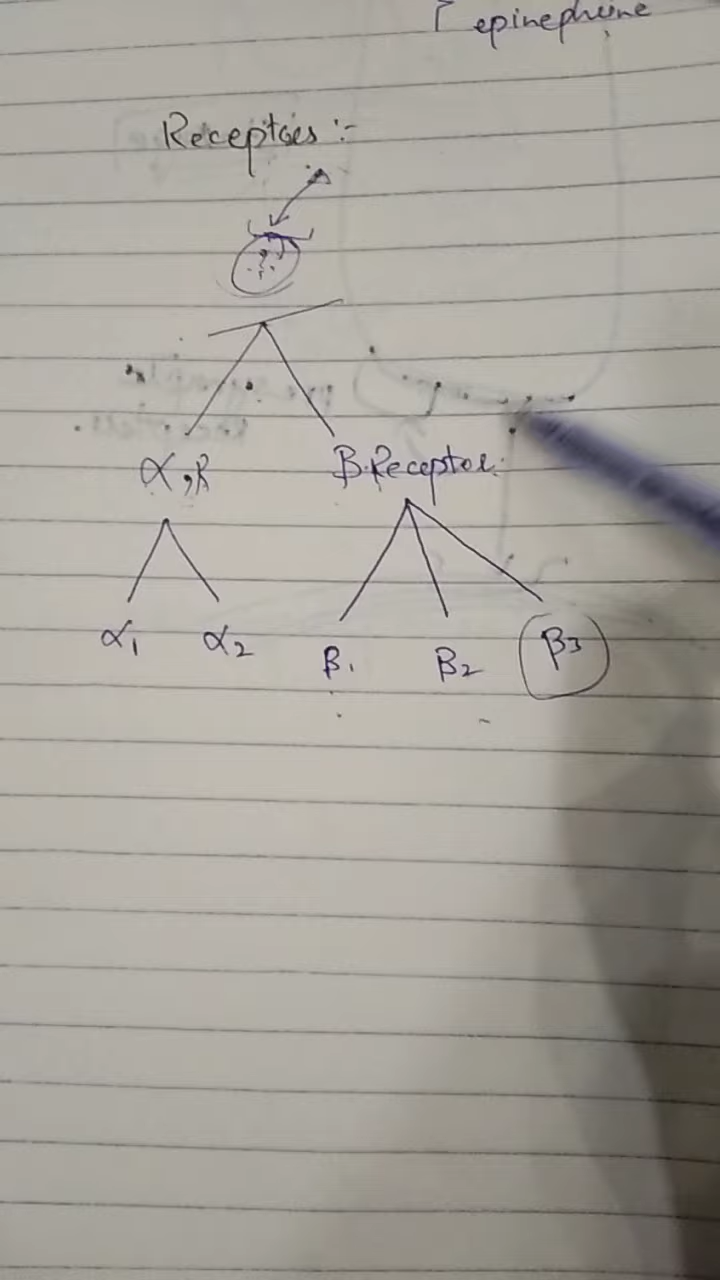 epinephrine
Receptors :-
α, R
β.Receptor.
α1 α2
β1 β2 β3